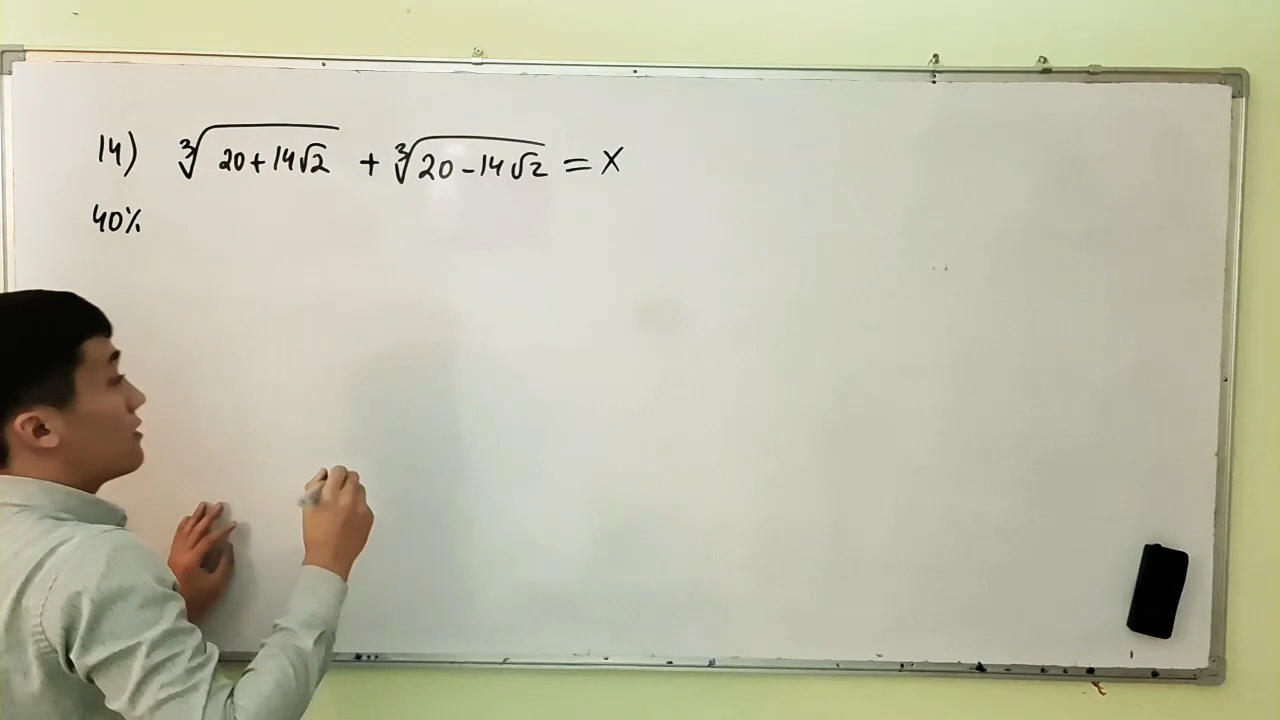 14) ∛(20+14√2) + ∛(20-14√2) = x
40%